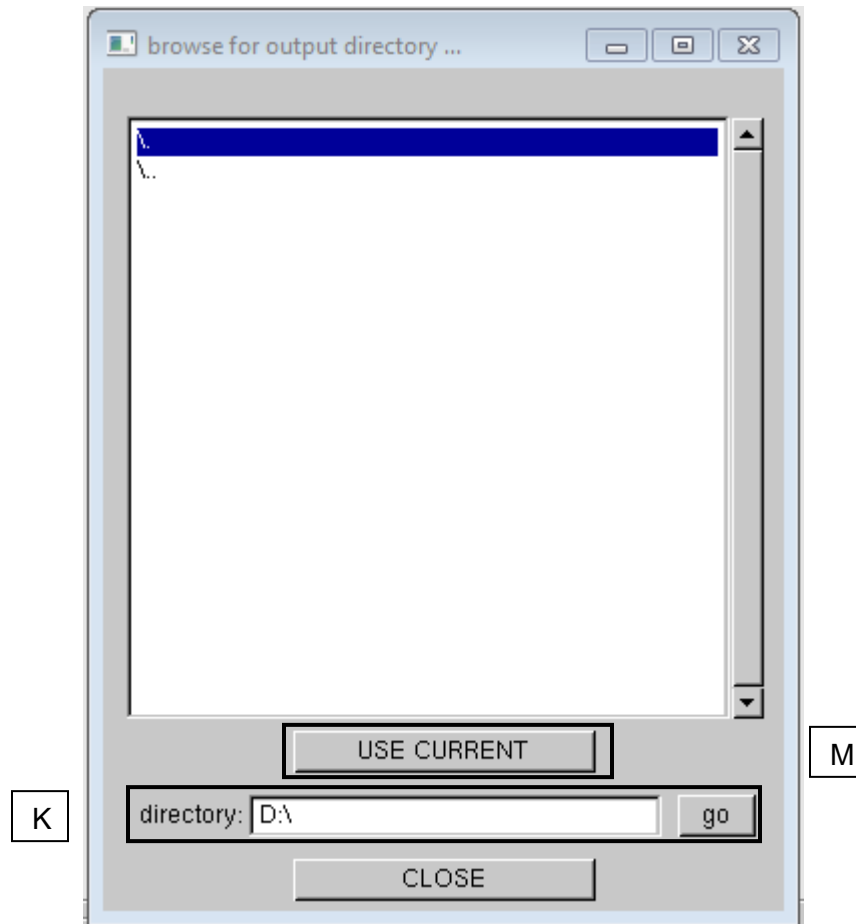 browse for output directory ...
\.
\..
USE CURRENT
M
K
directory: D:\ go
CLOSE